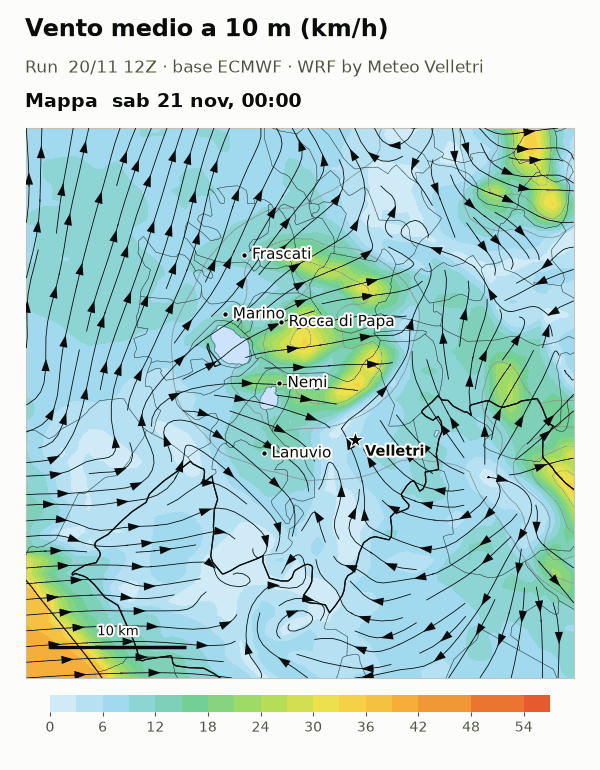 Vento medio a 10 m (km/h)
Run  20/11 12Z · base ECMWF · WRF by Meteo Velletri
Mappa  sab 21 nov, 00:00
Frascati
Marino
Rocca di Papa
Nemi
Velletri
Lanuvio
10 km
0 6 12 18 24 30 36 42 48 54